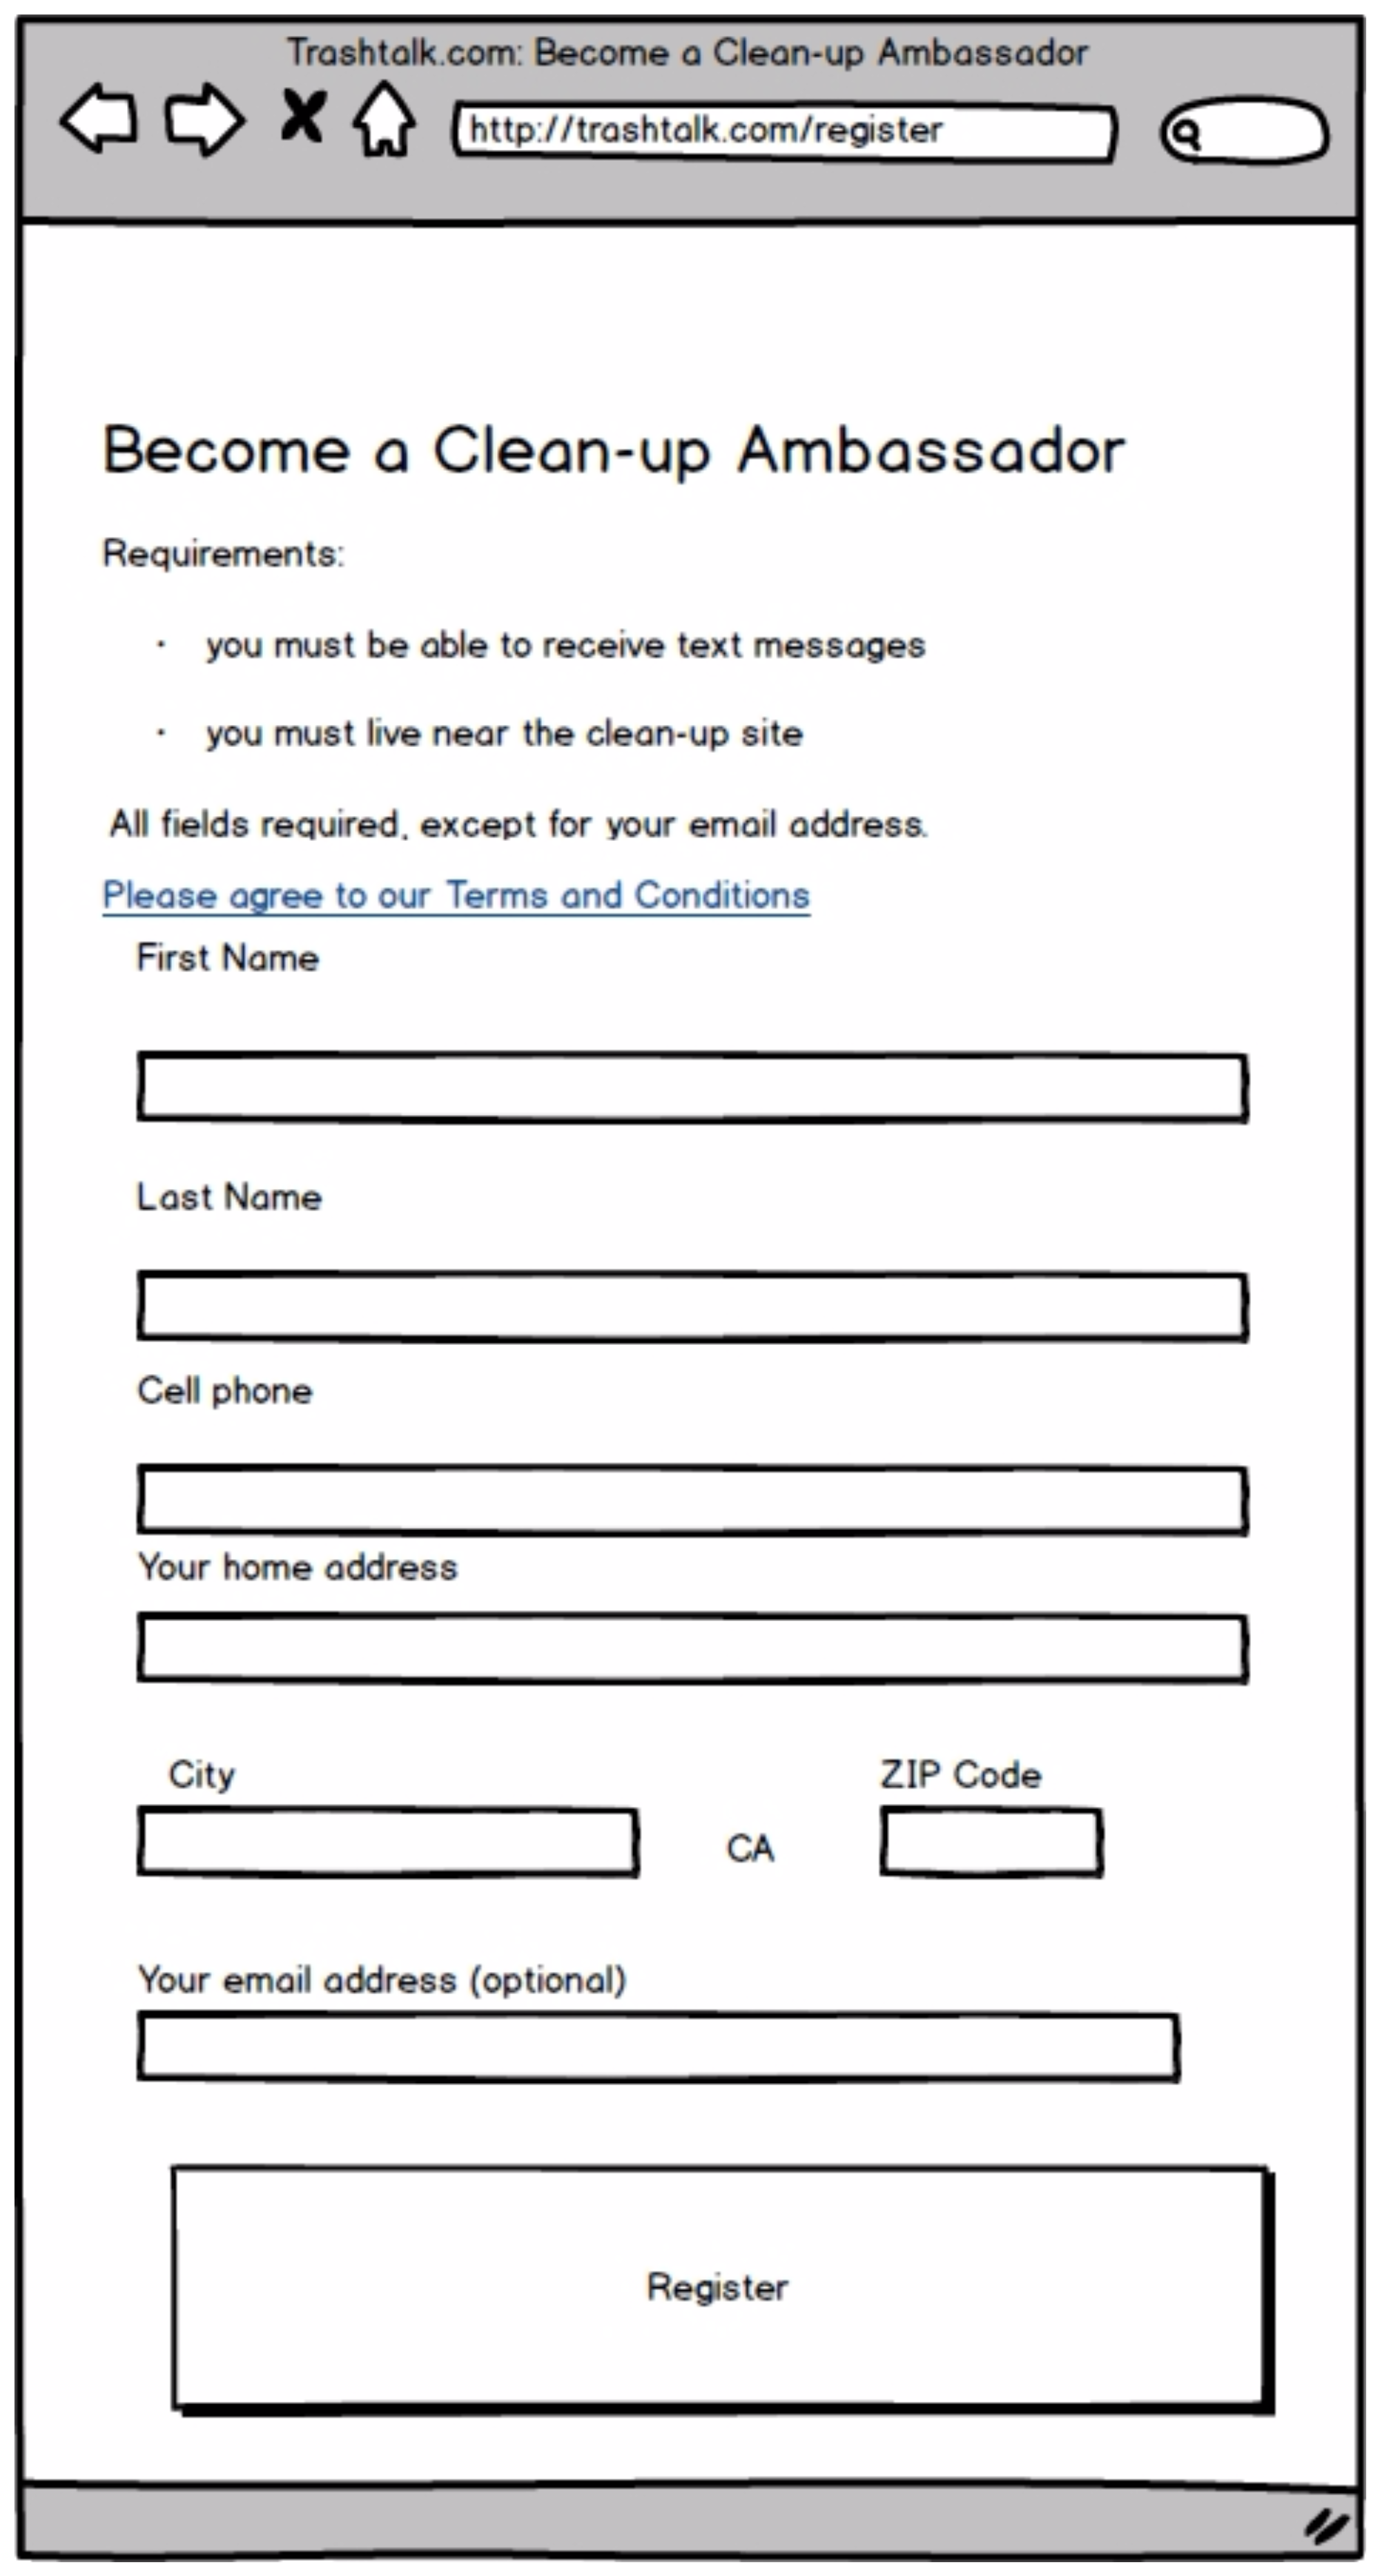 Trashtalk.com: Become a Clean-up Ambassador
http://trashtalk.com/register
Become a Clean-up Ambassador
Requirements:
· you must be able to receive text messages
· you must live near the clean-up site
All fields required, except for your email address.
Please agree to our Terms and Conditions
First Name
Last Name
Cell phone
Your home address
City
ZIP Code
CA
Your email address (optional)
Register